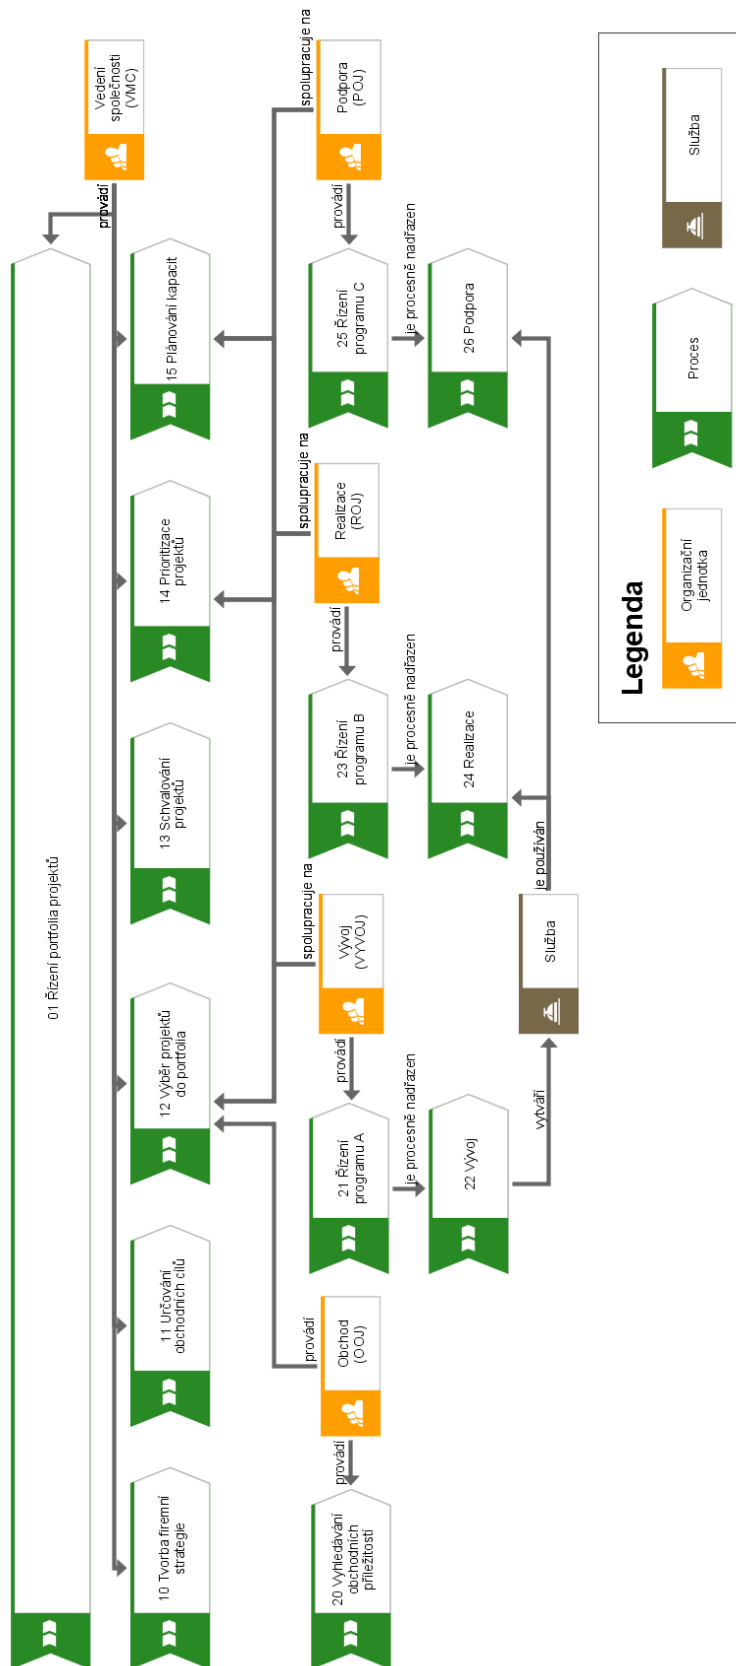 01 Řízení portfolia projektů
10 Tvorba firemní
strategie
11 Určování
obchodních cílů
12 Výběr projektů
do portfolia
13 Schvalování
projektů
14 Prioritizace
projektů
15 Plánování kapacit
provádí
Vedení
společnosti
(VMC)
20 Vyhledávání
obchodních
příležitostí
provádí
Obchod
(OOJ)
provádí
21 Řízení
programu A
provádí
Vývoj
(VYVOJ)
spolupracuje na
23 Řízení
programu B
provádí
Realizace
(ROJ)
spolupracuje na
25 Řízení
programu C
provádí
Podpora
(POJ)
spolupracuje na
je procesně nadřazen
je procesně nadřazen
je procesně nadřazen
22 Vývoj
24 Realizace
26 Podpora
vytváří
Služba
je používán
Legenda
Organizační
jednotka
Proces
Služba